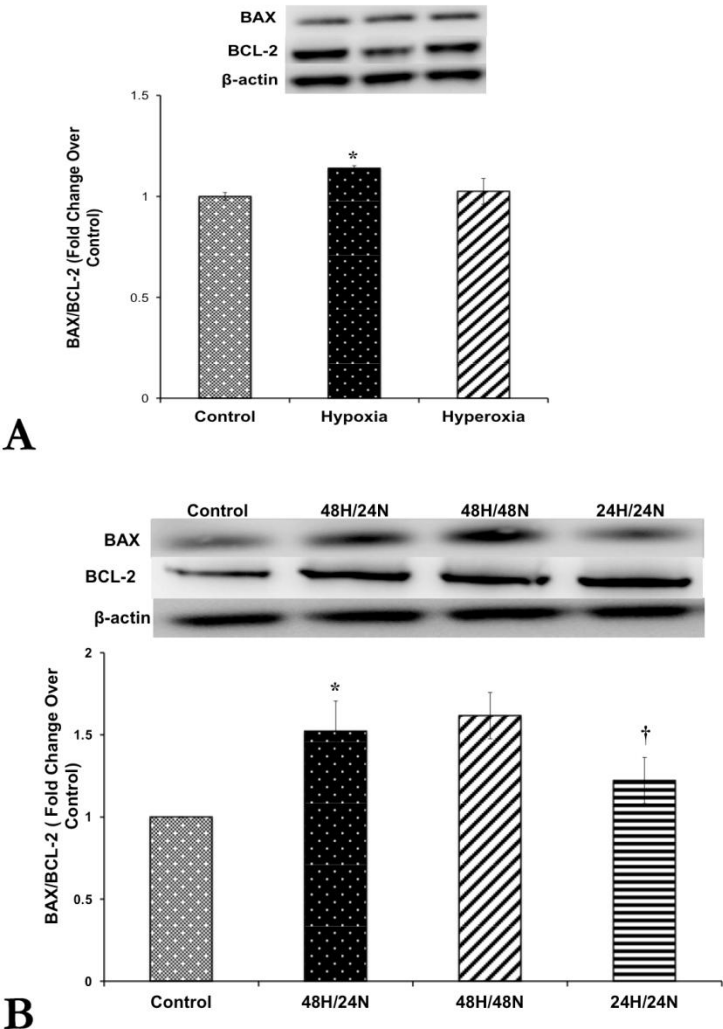 BAX
BCL-2
β-actin
1.5
1
0.5
0
BAX/BCL-2 (Fold Change Over
Control)
*
Control Hypoxia Hyperoxia
A
Control 48H/24N 48H/48N 24H/24N
BAX
BCL-2
β-actin
2
1.5
1
0.5
0
BAX/BCL-2 ( Fold Change Over
Control)
*
†
Control 48H/24N 48H/48N 24H/24N
B